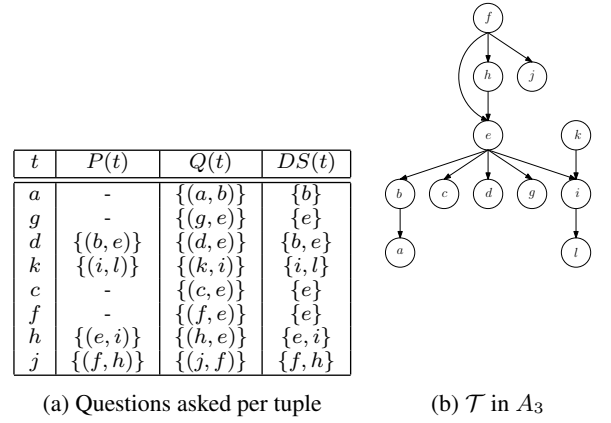 t P(t) Q(t) DS(t)
a - {(a, b)} {b}
g - {(g, e)} {e}
d {(b, e)} {(d, e)} {b, e}
k {(i, l)} {(k, i)} {i, l}
c - {(c, e)} {e}
f - {(f, e)} {e}
h {(e, i)} {(h, e)} {e, i}
j {(f, h)} {(j, f)} {f, h}
(a) Questions asked per tuple
f
h j
e k
b c d g i
a l
(b) 𝒯 in A₃